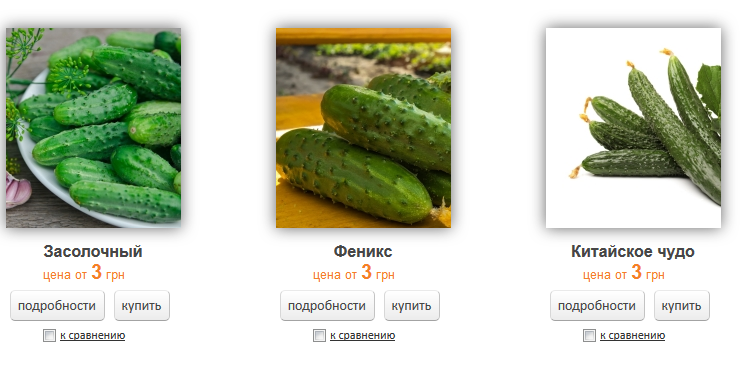 Засолочный
цена от 3 грн
подробности купить
к сравнению
Феникс
цена от 3 грн
подробности купить
к сравнению
Китайское чудо
цена от 3 грн
подробности купить
к сравнению